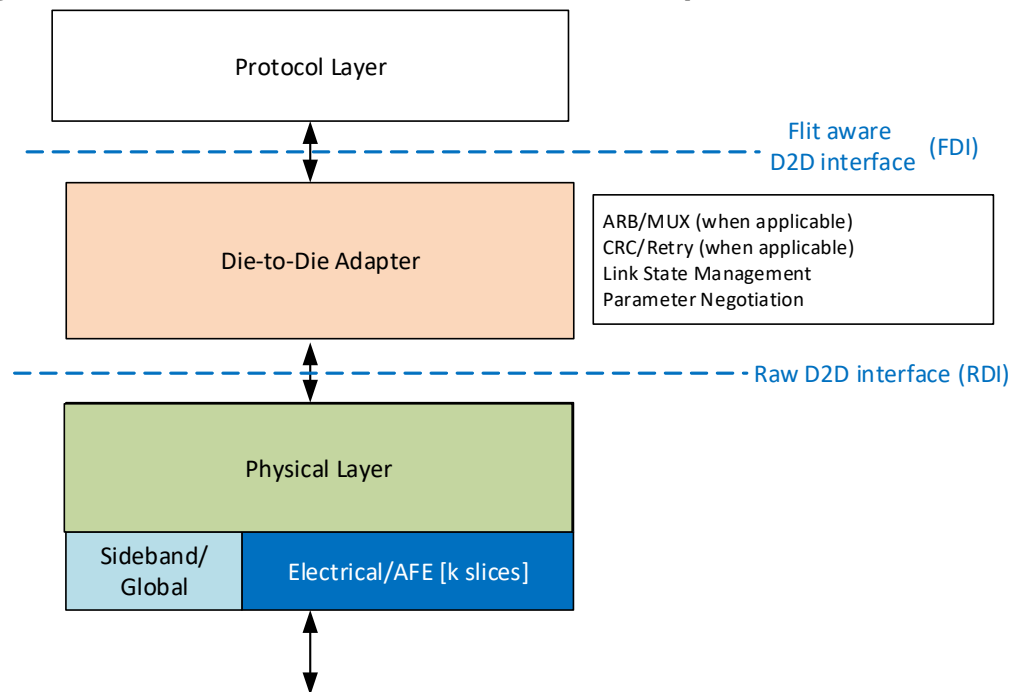 Protocol Layer
Flit aware
D2D interface
(FDI)
Die-to-Die Adapter
ARB/MUX (when applicable)
CRC/Retry (when applicable)
Link State Management
Parameter Negotiation
Raw D2D interface (RDI)
Physical Layer
Sideband/
Global
Electrical/AFE [k slices]